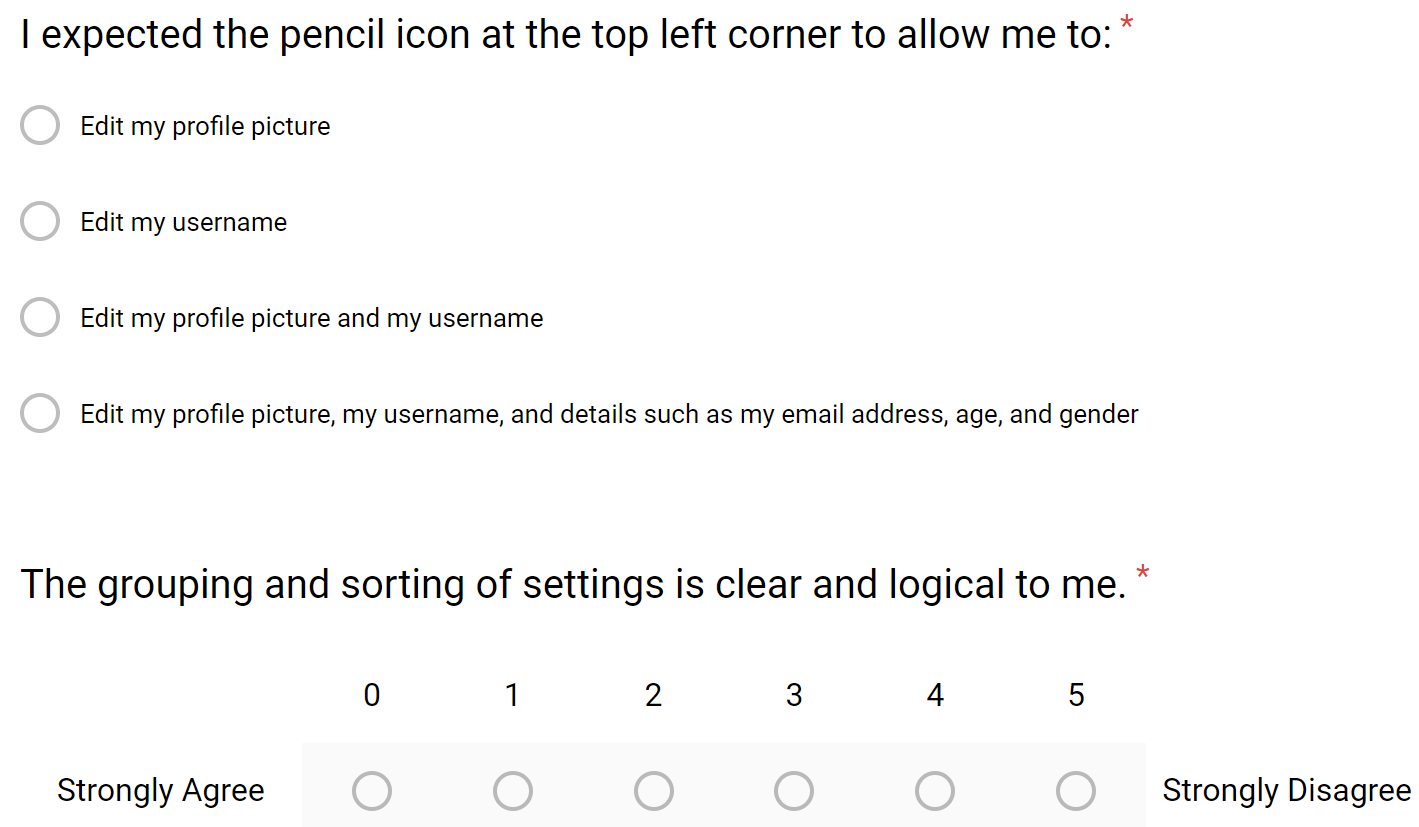 I expected the pencil icon at the top left corner to allow me to: *
Edit my profile picture
Edit my username
Edit my profile picture and my username
Edit my profile picture, my username, and details such as my email address, age, and gender
The grouping and sorting of settings is clear and logical to me. *
0 1 2 3 4 5
Strongly Agree Strongly Disagree